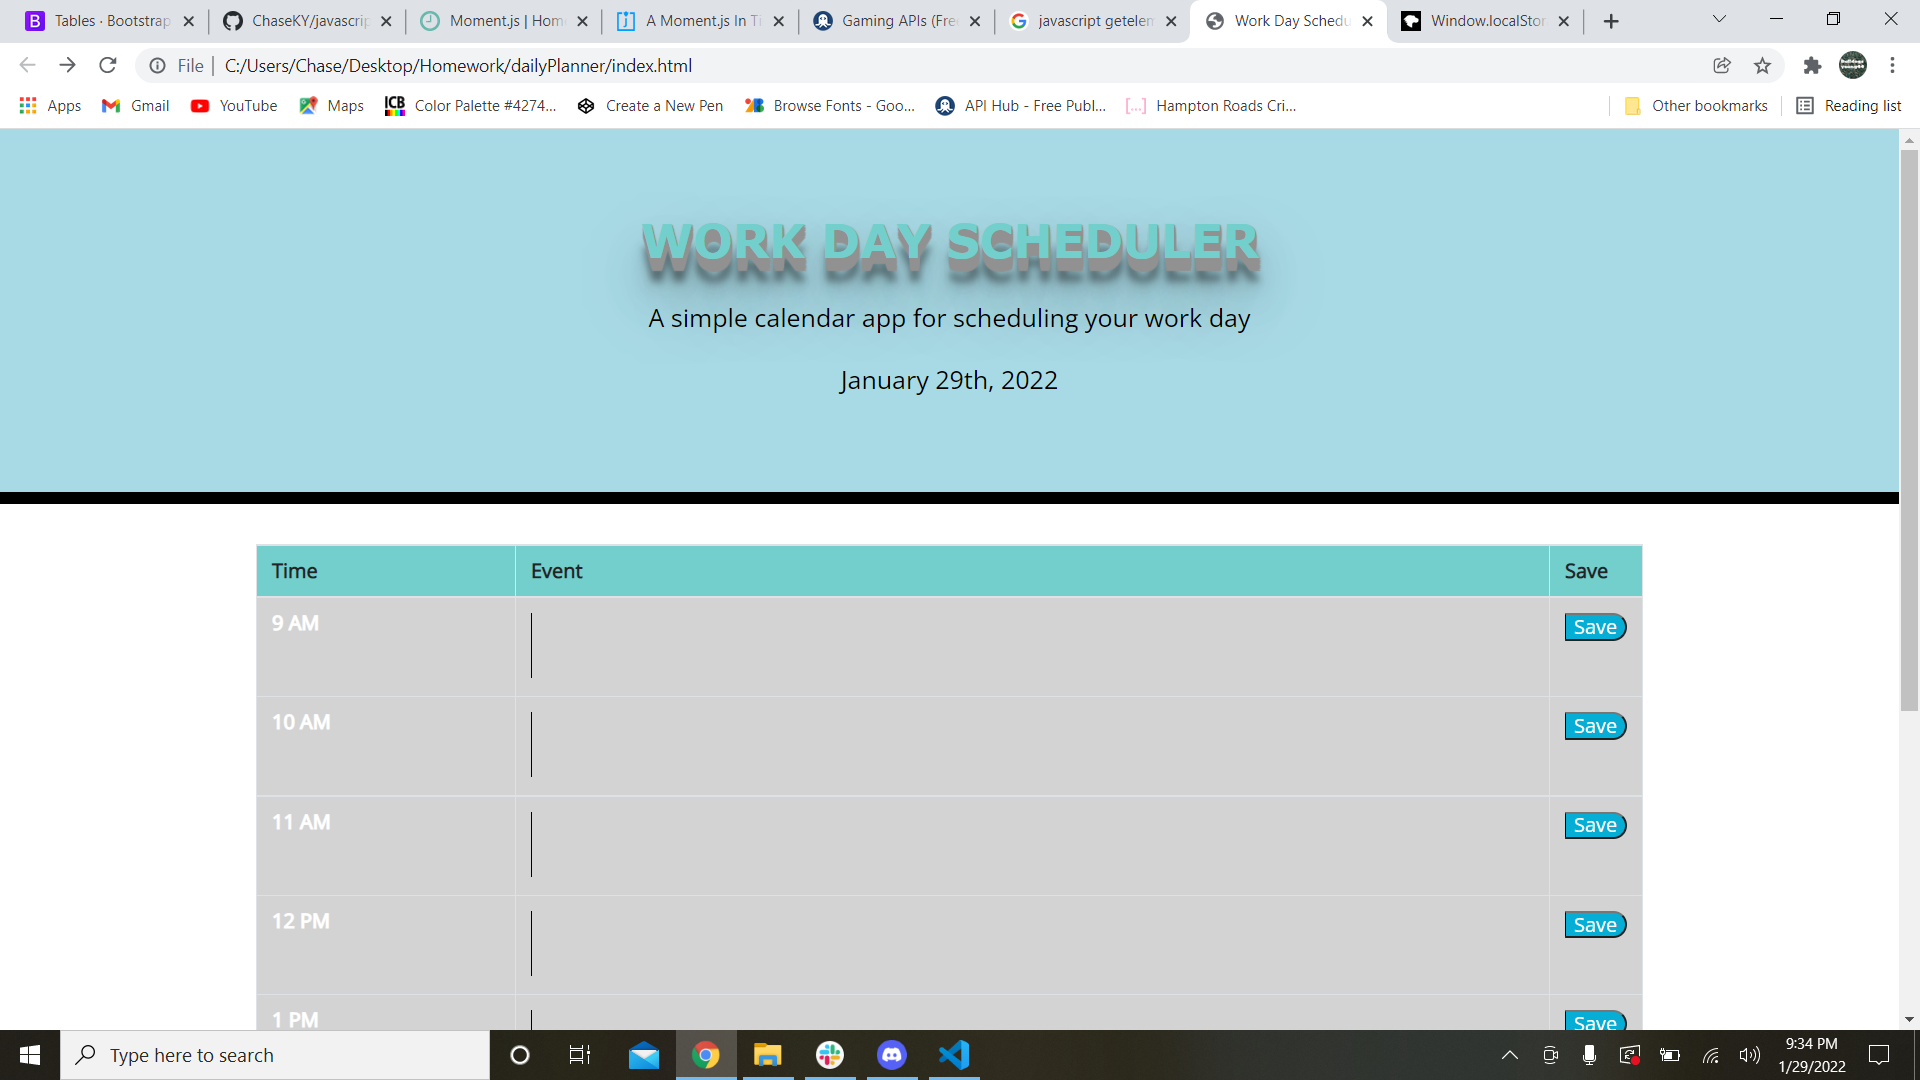 Tables · Bootstrap
ChaseKY/javascrip
Moment.js | Hom
A Moment.js In Ti
Gaming APIs (Fre
javascript getelem
Work Day Schedu
Window.localStor
File | C:/Users/Chase/Desktop/Homework/dailyPlanner/index.html
Apps Gmail YouTube Maps Color Palette #4274... Create a New Pen Browse Fonts - Goo... API Hub - Free Publ... Hampton Roads Cri... Other bookmarks Reading list
WORK DAY SCHEDULER
A simple calendar app for scheduling your work day
January 29th, 2022
Time Event Save
9 AM Save
10 AM Save
11 AM Save
12 PM Save
1 PM Save
Type here to search
9:34 PM
1/29/2022